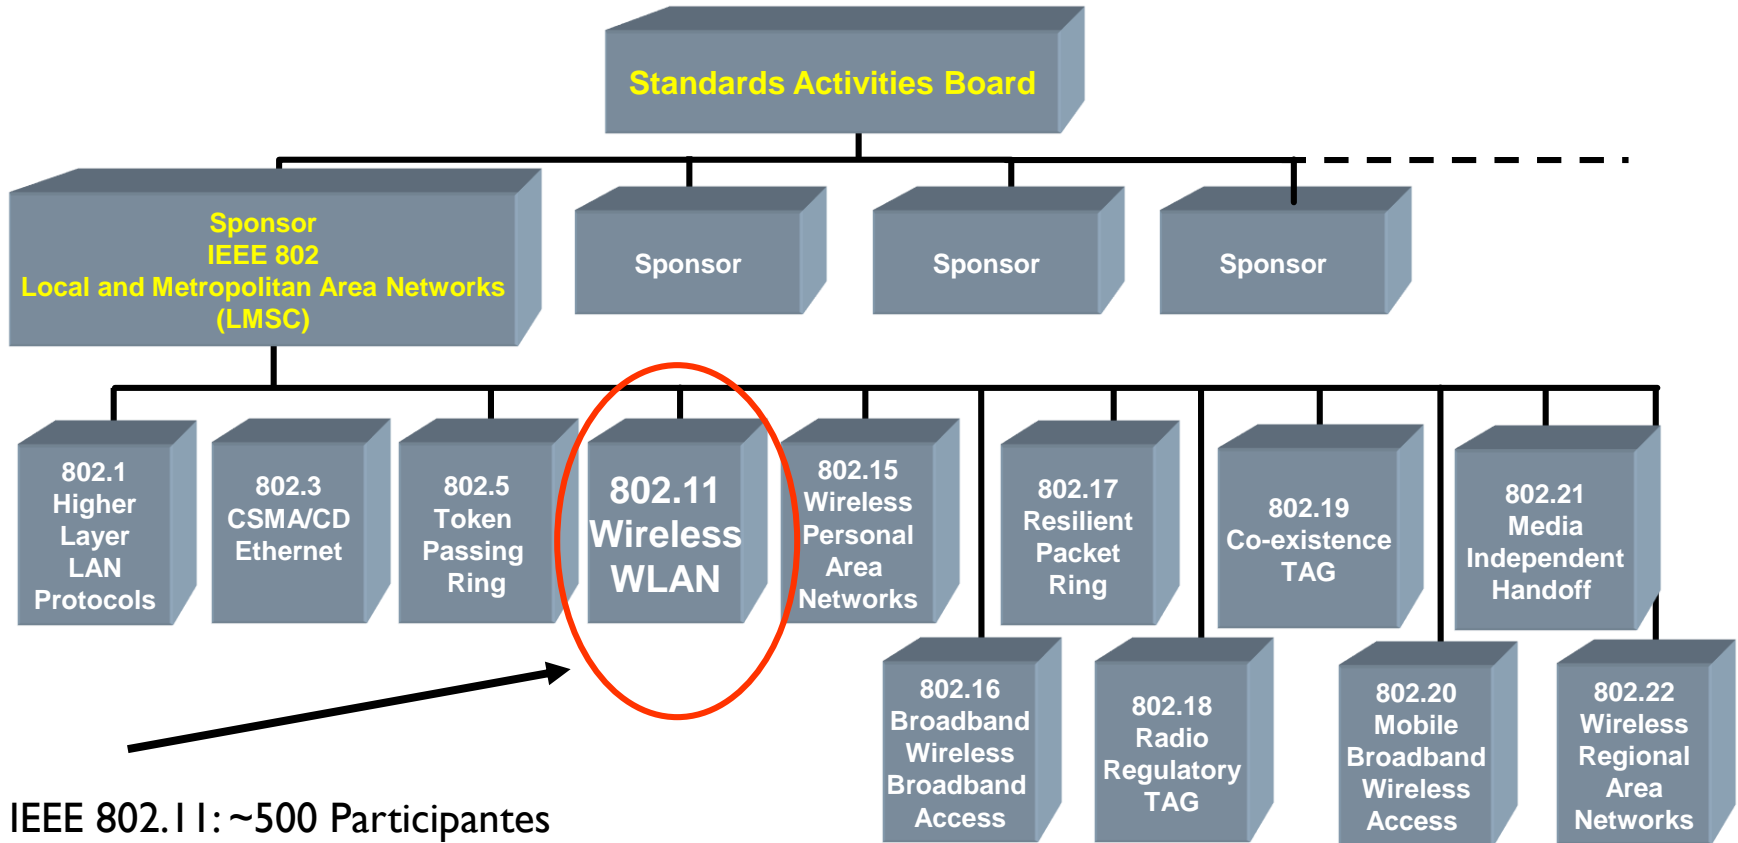 Standards Activities Board
Sponsor
IEEE 802
Local and Metropolitan Area Networks
(LMSC)
Sponsor
Sponsor
Sponsor
802.1
Higher
Layer
LAN
Protocols
802.3
CSMA/CD
Ethernet
802.5
Token
Passing
Ring
802.11
Wireless
WLAN
802.15
Wireless
Personal
Area
Networks
802.17
Resilient
Packet
Ring
802.19
Co-existence
TAG
802.21
Media
Independent
Handoff
802.16
Broadband
Wireless
Broadband
Access
802.18
Radio
Regulatory
TAG
802.20
Mobile
Broadband
Wireless
Access
802.22
Wireless
Regional
Area
Networks
IEEE 802.11: ~500 Participantes